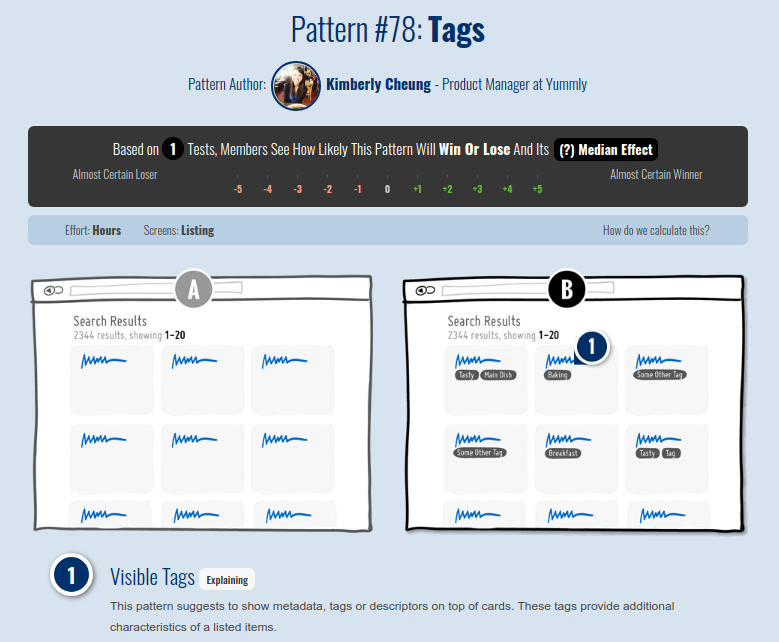 Pattern #78: Tags
Pattern Author: Kimberly Cheung - Product Manager at Yummly
Based on 1 Tests, Members See How Likely This Pattern Will Win Or Lose And Its (?) Median Effect
Almost Certain Loser -5 -4 -3 -2 -1 0 +1 +2 +3 +4 +5 Almost Certain Winner
Effort: Hours Screens: Listing How do we calculate this?
A
Search Results
2344 results, showing 1-20
B
Search Results
2344 results, showing 1-20
1
Tasty Main Dish Baking Some Other Tag
Some Other Tag Breakfast Tasty Tag
1 Visible Tags Explaining
This pattern suggests to show metadata, tags or descriptors on top of cards. These tags provide additional
characteristics of a listed items.